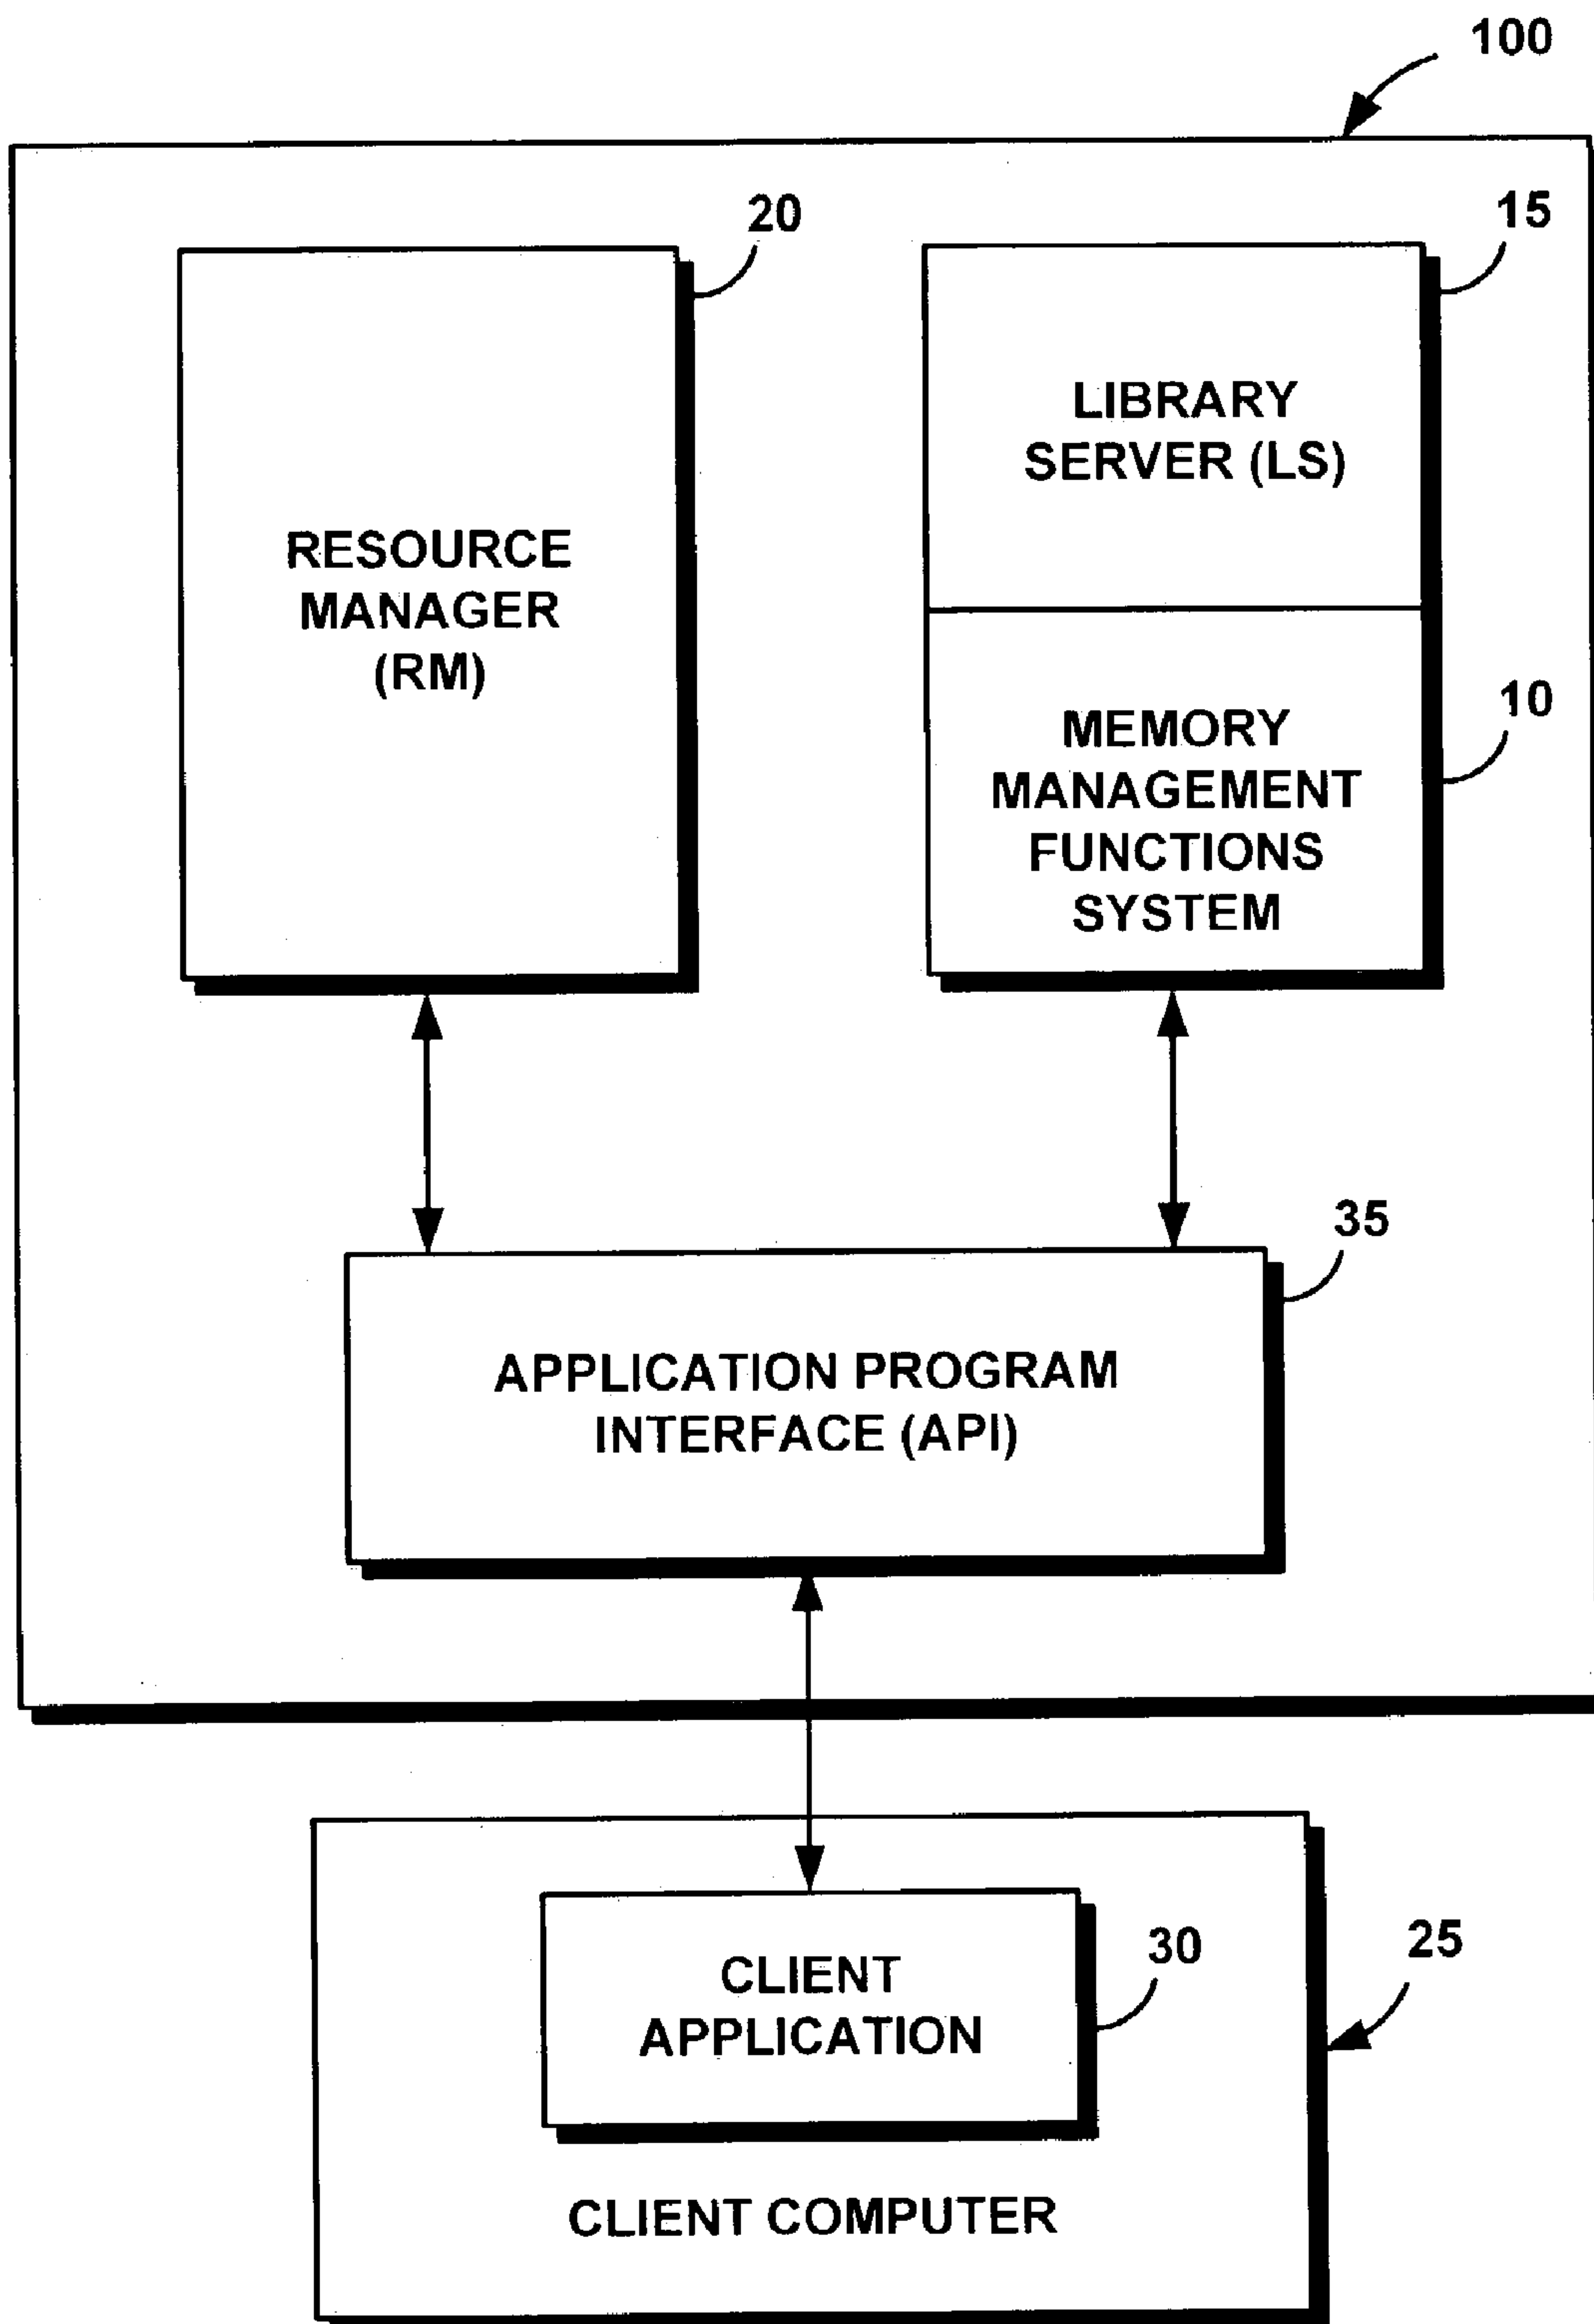 100
20
15
LIBRARY
SERVER (LS)
RESOURCE
MANAGER
(RM)
10
MEMORY
MANAGEMENT
FUNCTIONS
SYSTEM
35
APPLICATION PROGRAM
INTERFACE (API)
30
25
CLIENT
APPLICATION
CLIENT COMPUTER